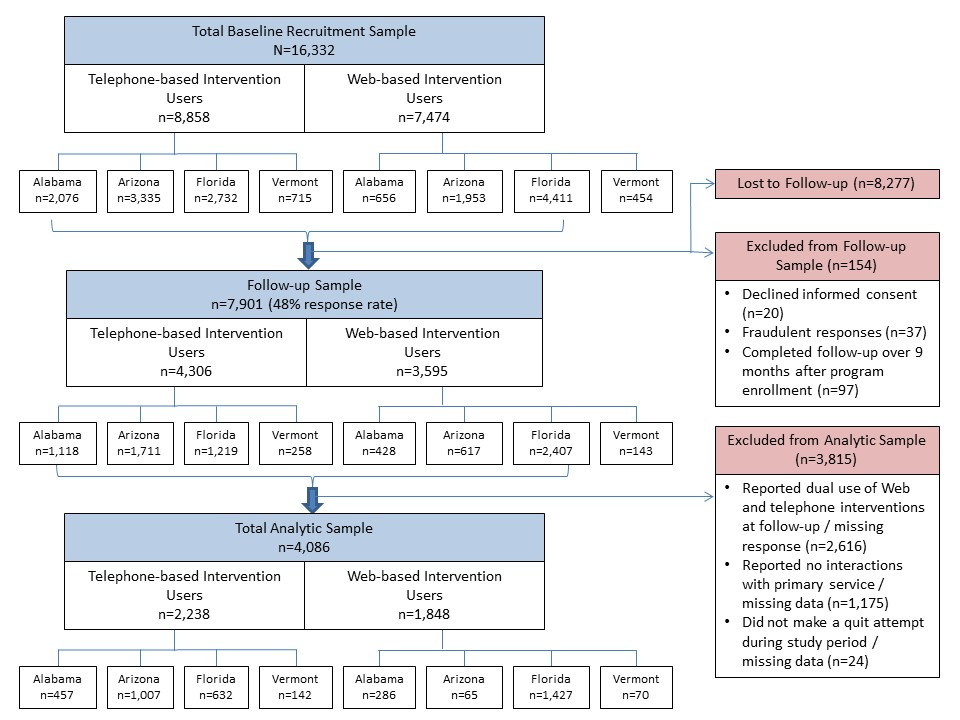 Total Baseline Recruitment Sample
N=16,332
Telephone-based Intervention
Users
n=8,858
Web-based Intervention
Users
n=7,474
Alabama
n=2,076
Arizona
n=3,335
Florida
n=2,732
Vermont
n=715
Alabama
n=656
Arizona
n=1,953
Florida
n=4,411
Vermont
n=454
Lost to Follow-up (n=8,277)
Excluded from Follow-up
Sample (n=154)
• Declined informed consent
(n=20)
• Fraudulent responses (n=37)
• Completed follow-up over 9
months after program
enrollment (n=97)
Follow-up Sample
n=7,901 (48% response rate)
Telephone-based Intervention
Users
n=4,306
Web-based Intervention
Users
n=3,595
Alabama
n=1,118
Arizona
n=1,711
Florida
n=1,219
Vermont
n=258
Alabama
n=428
Arizona
n=617
Florida
n=2,407
Vermont
n=143
Excluded from Analytic Sample
(n=3,815)
• Reported dual use of Web
and telephone interventions
at follow-up / missing
response (n=2,616)
• Reported no interactions
with primary service /
missing data (n=1,175)
• Did not make a quit attempt
during study period /
missing data (n=24)
Total Analytic Sample
n=4,086
Telephone-based Intervention
Users
n=2,238
Web-based Intervention
Users
n=1,848
Alabama
n=457
Arizona
n=1,007
Florida
n=632
Vermont
n=142
Alabama
n=286
Arizona
n=65
Florida
n=1,427
Vermont
n=70